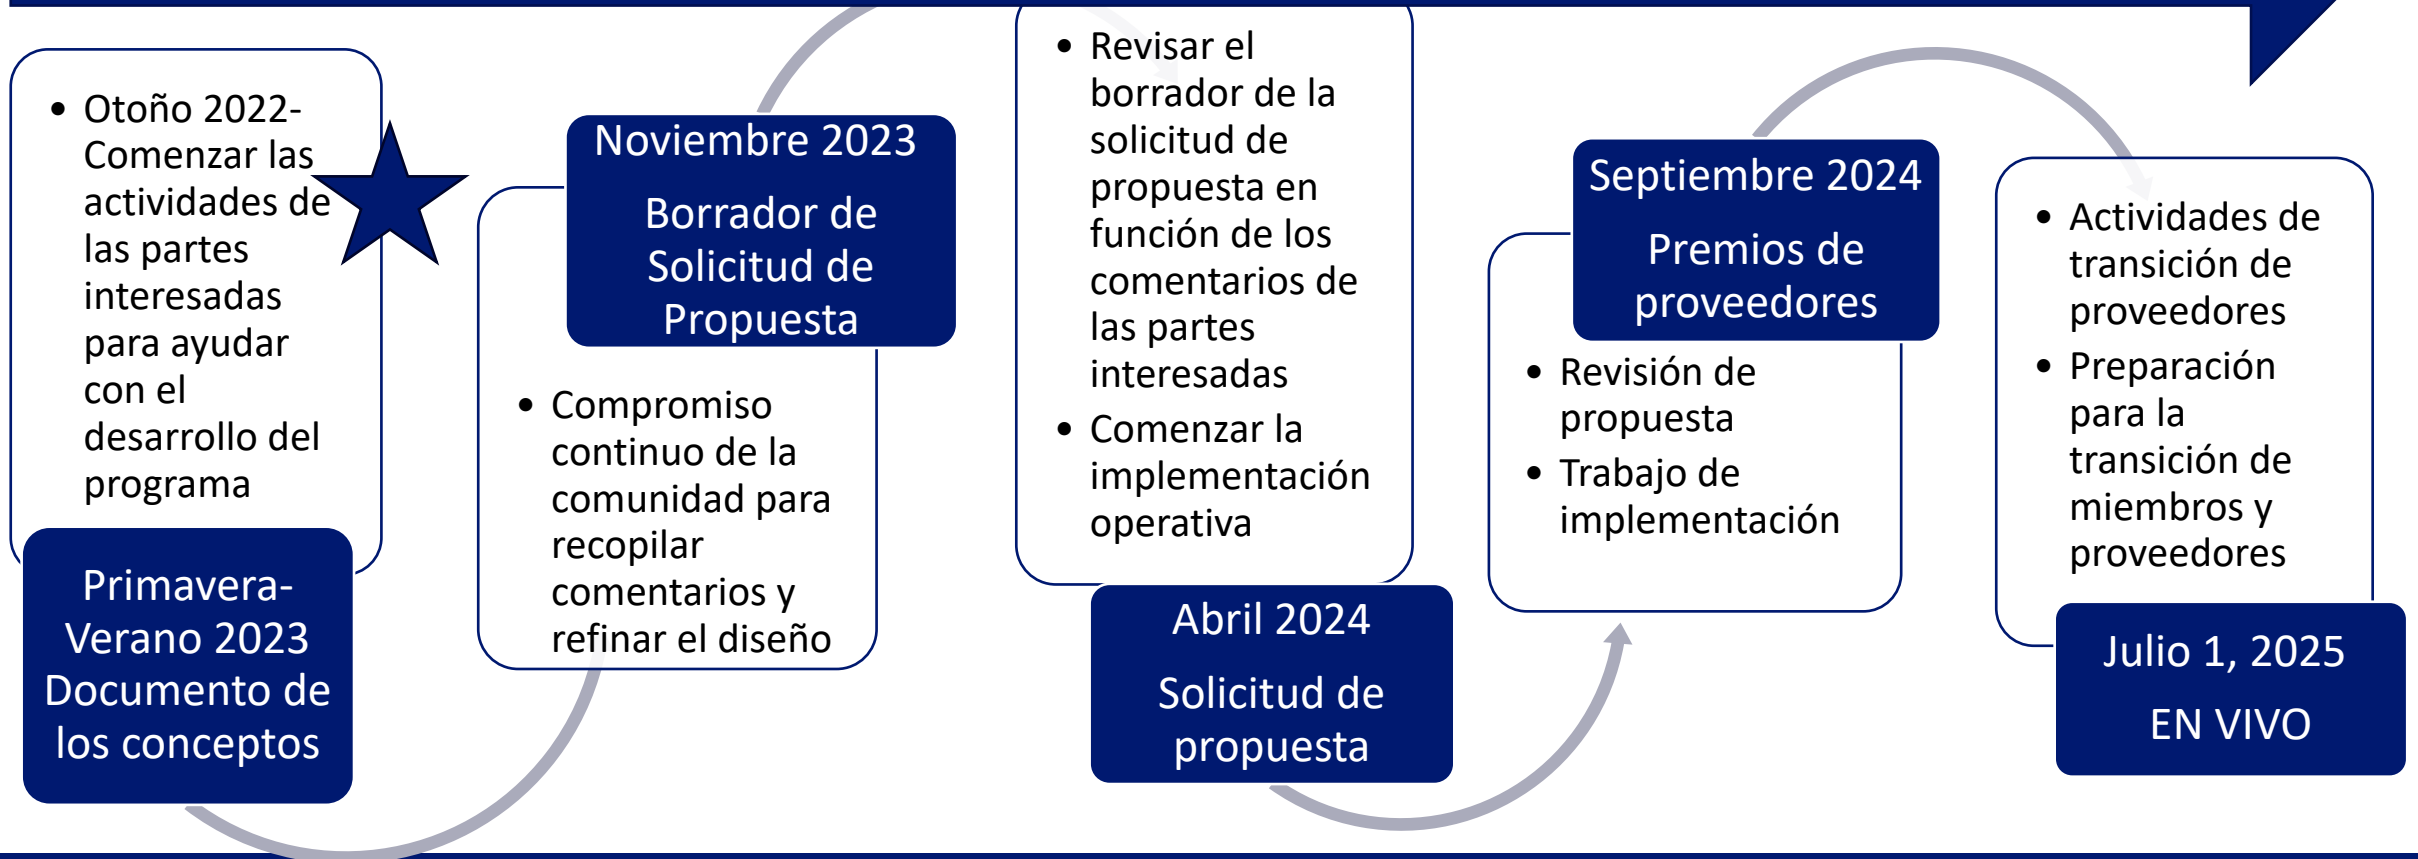 • Otoño 2022-
Comenzar las
actividades de
las partes
interesadas
para ayudar
con el
desarrollo del
programa
Primavera-
Verano 2023
Documento de
los conceptos
Noviembre 2023
Borrador de
Solicitud de
Propuesta
• Compromiso
continuo de la
comunidad para
recopilar
comentarios y
refinar el diseño
• Revisar el
borrador de la
solicitud de
propuesta en
función de los
comentarios de
las partes
interesadas
• Comenzar la
implementación
operativa
Abril 2024
Solicitud de
propuesta
Septiembre 2024
Premios de
proveedores
• Revisión de
propuesta
• Trabajo de
implementación
• Actividades de
transición de
proveedores
• Preparación
para la
transición de
miembros y
proveedores
Julio 1, 2025
EN VIVO